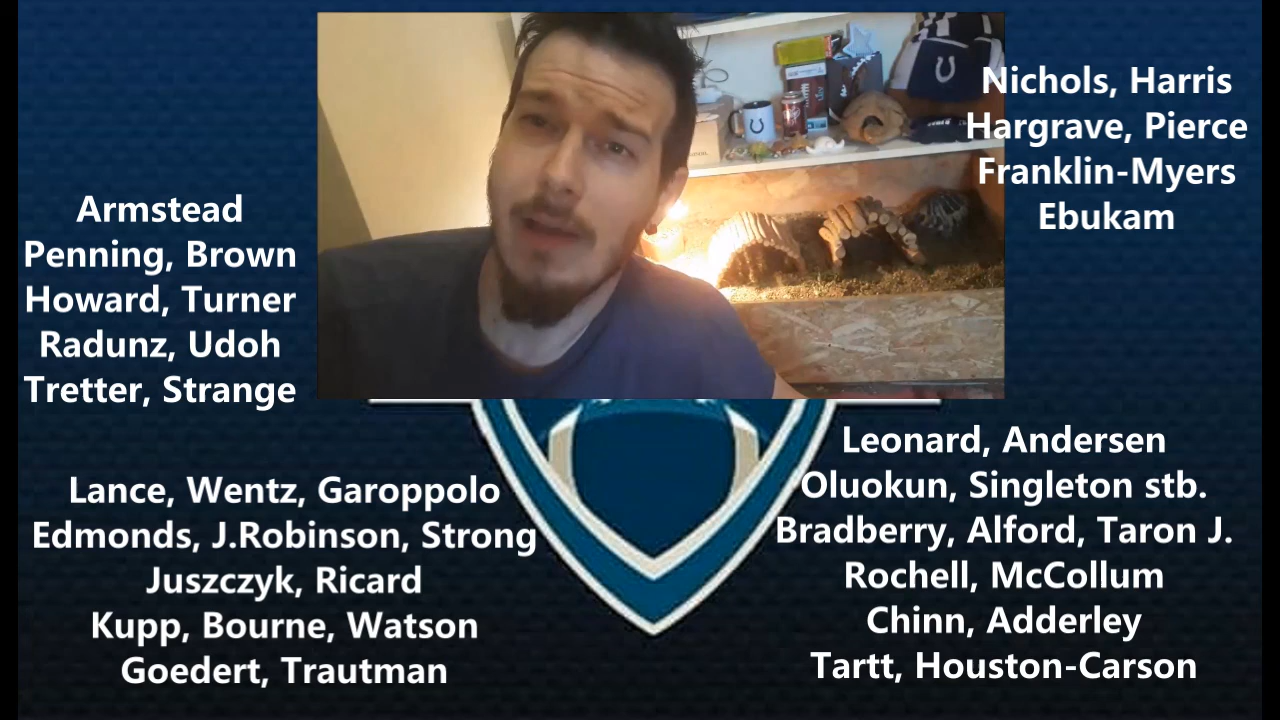 Nichols, Harris
Hargrave, Pierce
Franklin-Myers
Ebukam
Armstead
Penning, Brown
Howard, Turner
Radunz, Udoh
Tretter, Strange
Lance, Wentz, Garoppolo
Edmonds, J.Robinson, Strong
Juszczyk, Ricard
Kupp, Bourne, Watson
Goedert, Trautman
Leonard, Andersen
Oluokun, Singleton stb.
Bradberry, Alford, Taron J.
Rochell, McCollum
Chinn, Adderley
Tartt, Houston-Carson